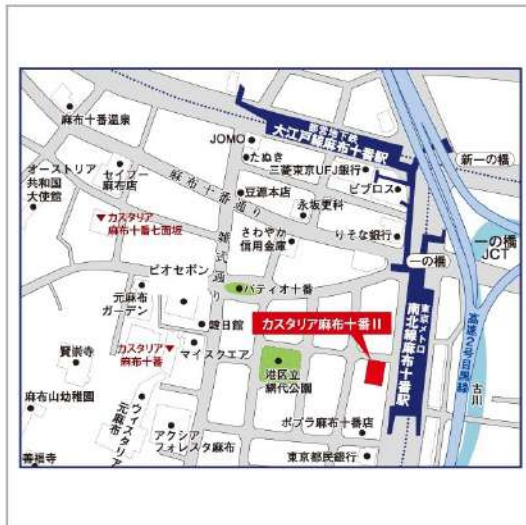 都営地下鉄
大江戸線麻布十番駅
麻布十番温泉
JOMO
たぬき
三菱東京UFJ銀行
新一の橋
オーストリア
共和国
大使館
セイフー
麻布店
麻布十番通り
豆源本店
ビブロス
永坂更科
カスタリア
麻布十番七面坂
さわやか
信用金庫
りそな銀行
雑式通り
一の橋
一の橋
JCT
ピオセボン
パティオ十番
元麻布
ガーデン
韓日館
カスタリア麻布十番II
東京メトロ
南北線麻布十番駅
高速2号目黒線
古川
賢崇寺
カスタリア
麻布十番
マイスクエア
港区立
網代公園
麻布山幼稚園
ウィスタリア
元麻布
アクシア
フォレスタ麻布
ポプラ麻布十番店
善福寺
東京都民銀行